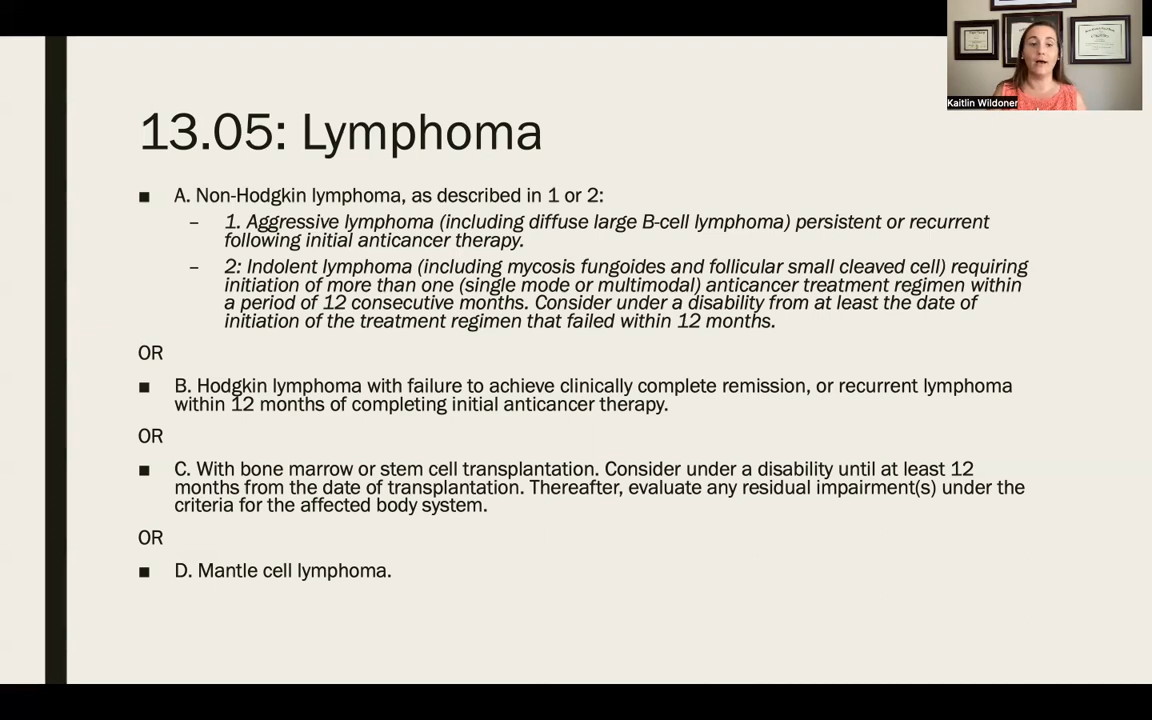 Kaitlin Wildoner
13.05: Lymphoma
■ A. Non-Hodgkin lymphoma, as described in 1 or 2:
– 1. Aggressive lymphoma (including diffuse large B-cell lymphoma) persistent or recurrent
following initial anticancer therapy.
– 2: Indolent lymphoma (including mycosis fungoides and follicular small cleaved cell) requiring
initiation of more than one (single mode or multimodal) anticancer treatment regimen within
a period of 12 consecutive months. Consider under a disability from at least the date of
initiation of the treatment regimen that failed within 12 months.
OR
■ B. Hodgkin lymphoma with failure to achieve clinically complete remission, or recurrent lymphoma
within 12 months of completing initial anticancer therapy.
OR
■ C. With bone marrow or stem cell transplantation. Consider under a disability until at least 12
months from the date of transplantation. Thereafter, evaluate any residual impairment(s) under the
criteria for the affected body system.
OR
■ D. Mantle cell lymphoma.